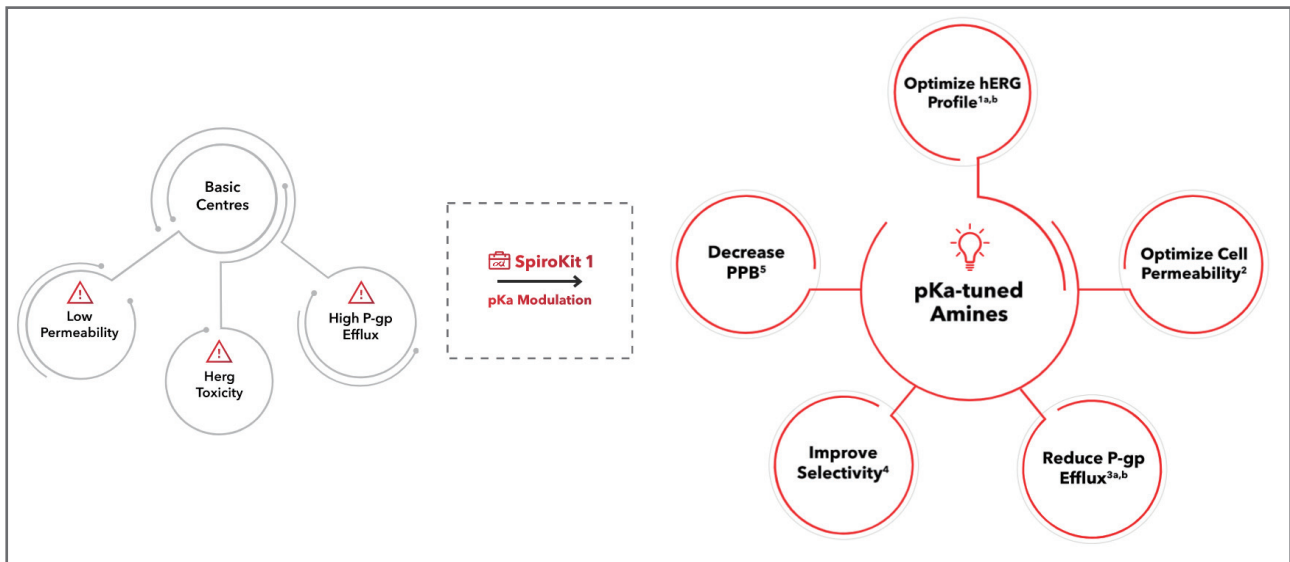 Basic
Centres
Low
Permeability
Herg
Toxicity
High P-gp
Efflux
SpiroKit 1
pKa Modulation
Optimize hERG
Profile1a,b
Decrease
PPB5
pKa-tuned
Amines
Optimize Cell
Permeability2
Improve
Selectivity4
Reduce P-gp
Efflux3a,b